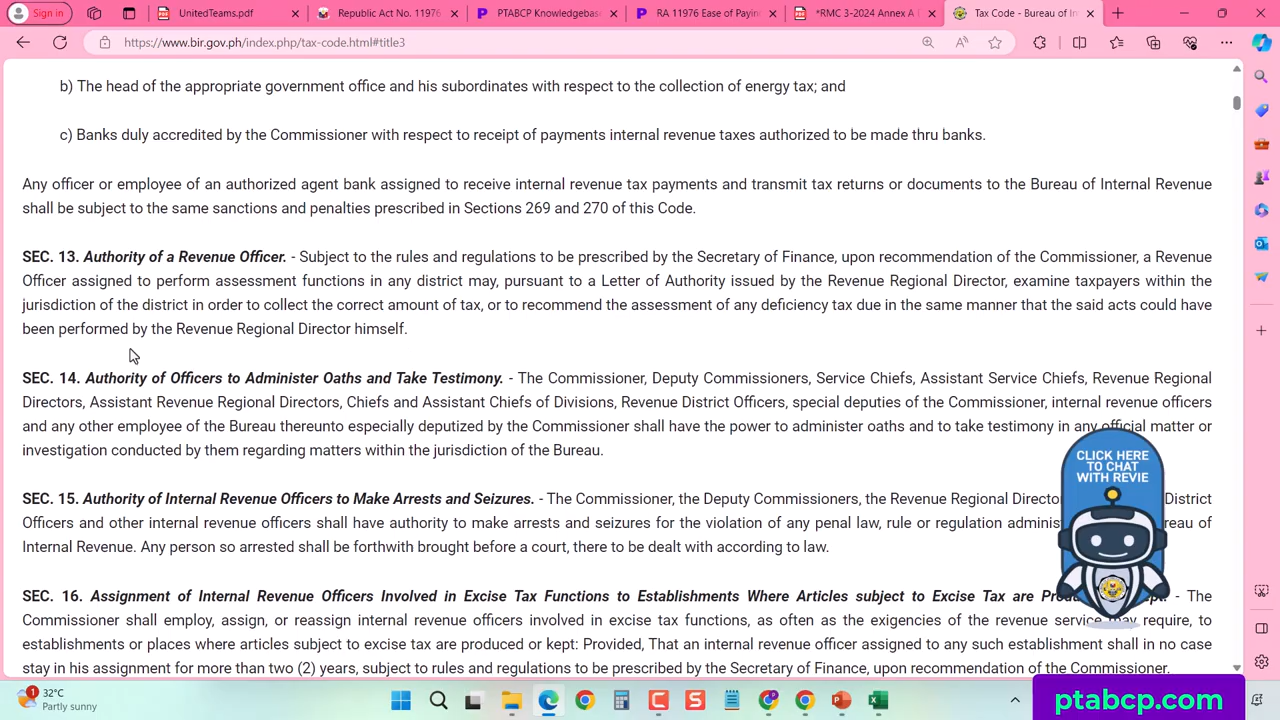 Sign in
UnitedTeams.pdf
Republic Act No. 11976
PTABCP Knowledgebase
RA 11976 Ease of Payin
*RMC 3-2024 Annex A
Tax Code - Bureau of In
https://www.bir.gov.ph/index.php/tax-code.html#title3
b) The head of the appropriate government office and his subordinates with respect to the collection of energy tax; and
c) Banks duly accredited by the Commissioner with respect to receipt of payments internal revenue taxes authorized to be made thru banks.
Any officer or employee of an authorized agent bank assigned to receive internal revenue tax payments and transmit tax returns or documents to the Bureau of Internal Revenue
shall be subject to the same sanctions and penalties prescribed in Sections 269 and 270 of this Code.
SEC. 13. Authority of a Revenue Officer. - Subject to the rules and regulations to be prescribed by the Secretary of Finance, upon recommendation of the Commissioner, a Revenue
Officer assigned to perform assessment functions in any district may, pursuant to a Letter of Authority issued by the Revenue Regional Director, examine taxpayers within the
jurisdiction of the district in order to collect the correct amount of tax, or to recommend the assessment of any deficiency tax due in the same manner that the said acts could have
been performed by the Revenue Regional Director himself.
SEC. 14. Authority of Officers to Administer Oaths and Take Testimony. - The Commissioner, Deputy Commissioners, Service Chiefs, Assistant Service Chiefs, Revenue Regional
Directors, Assistant Revenue Regional Directors, Chiefs and Assistant Chiefs of Divisions, Revenue District Officers, special deputies of the Commissioner, internal revenue officers
and any other employee of the Bureau thereunto especially deputized by the Commissioner shall have the power to administer oaths and to take testimony in any official matter or
investigation conducted by them regarding matters within the jurisdiction of the Bureau.
CLICK HERE
TO CHAT
WITH REVIE
SEC. 15. Authority of Internal Revenue Officers to Make Arrests and Seizures. - The Commissioner, the Deputy Commissioners, the Revenue Regional Director District
Officers and other internal revenue officers shall have authority to make arrests and seizures for the violation of any penal law, rule or regulation adminis reau of
Internal Revenue. Any person so arrested shall be forthwith brought before a court, there to be dealt with according to law.
SEC. 16. Assignment of Internal Revenue Officers Involved in Excise Tax Functions to Establishments Where Articles subject to Excise Tax are Pro - The
Commissioner shall employ, assign, or reassign internal revenue officers involved in excise tax functions, as often as the exigencies of the revenue service may require, to
establishments or places where articles subject to excise tax are produced or kept: Provided, That an internal revenue officer assigned to any such establishment shall in no case
stay in his assignment for more than two (2) years, subject to rules and regulations to be prescribed by the Secretary of Finance, upon recommendation of the Commissioner.
1
32°C
Partly sunny
ptabcp.com